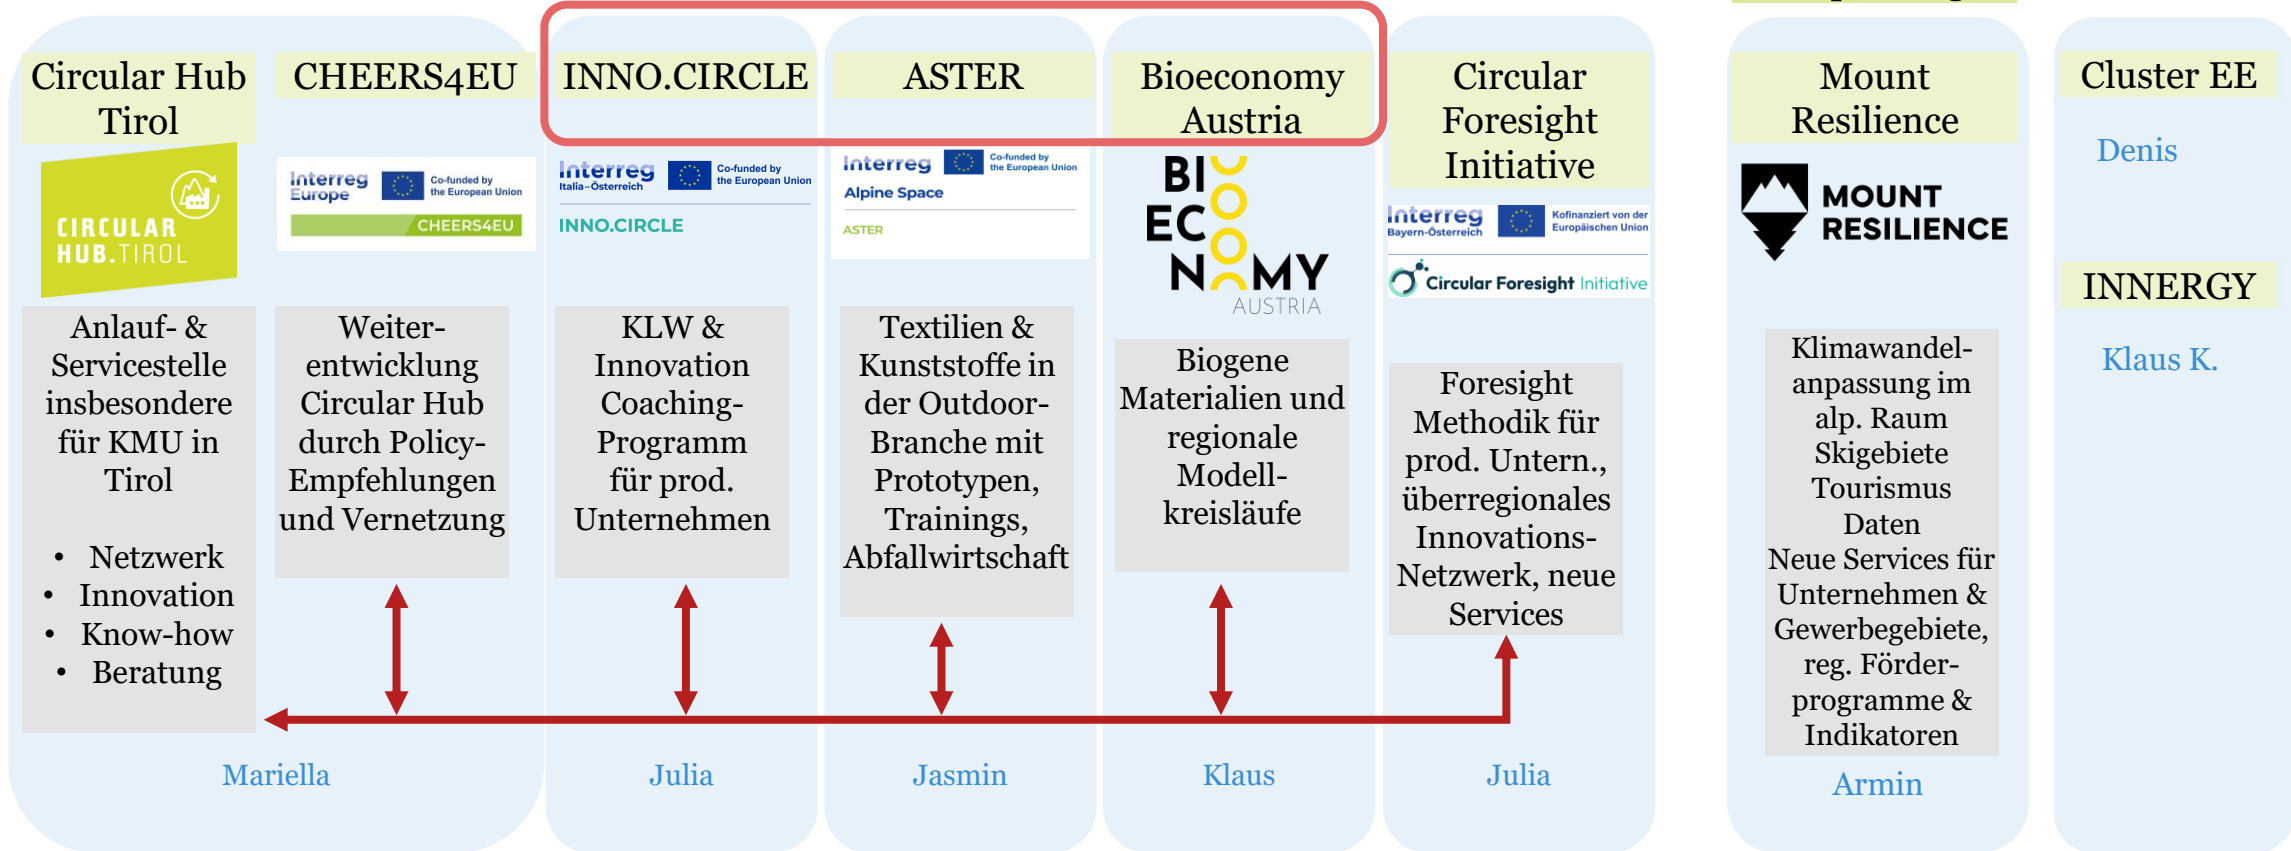 Circular Hub
Tirol
CIRCULAR
HUB.TIROL
Anlauf- &
Servicestelle
insbesondere
für KMU in
Tirol
• Netzwerk
• Innovation
• Know-how
• Beratung
CHEERS4EU
Interreg
Europe
Co-funded by
the European Union
CHEERS4EU
Weiter-
entwicklung
Circular Hub
durch Policy-
Empfehlungen
und Vernetzung
Mariella
INNO.CIRCLE
Interreg
Italia-Österreich
Co-funded by
the European Union
INNO.CIRCLE
KLW &
Innovation
Coaching-
Programm
für prod.
Unternehmen
Julia
ASTER
Interreg
Co-funded by
the European Union
Alpine Space
ASTER
Textilien &
Kunststoffe in
der Outdoor-
Branche mit
Prototypen,
Trainings,
Abfallwirtschaft
Jasmin
Bioeconomy
Austria
BIO
ECO
NOMY
AUSTRIA
Biogene
Materialien und
regionale
Modell-
kreisläufe
Klaus
Circular
Foresight
Initiative
Interreg
Bayern-Österreich
Kofinanziert von der
Europäischen Union
Circular Foresight Initiative
Foresight
Methodik für
prod. Untern.,
überregionales
Innovations-
Netzwerk, neue
Services
Julia
Mount
Resilience
MOUNT
RESILIENCE
Klimawandel-
anpassung im
alp. Raum
Skigebiete
Tourismus
Daten
Neue Services für
Unternehmen &
Gewerbegebiete,
reg. Förder-
programme &
Indikatoren
Armin
Cluster EE
Denis
INNERGY
Klaus K.